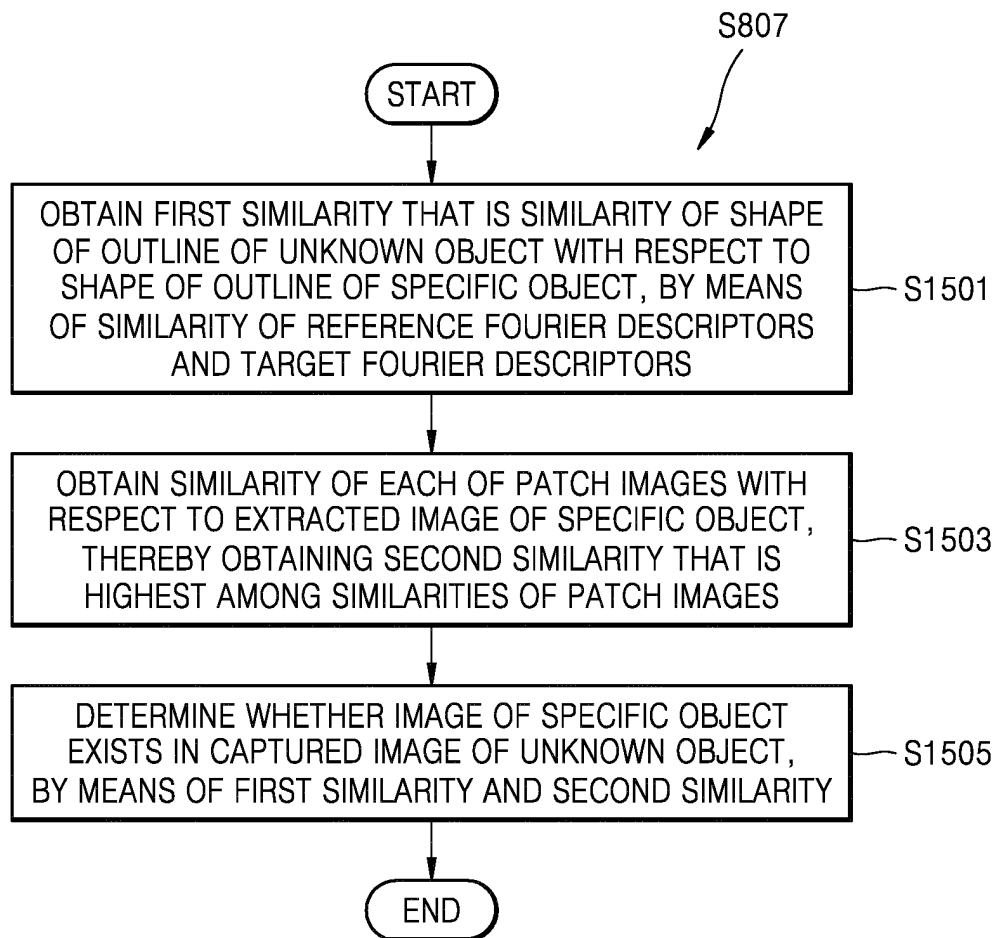 S807
START
OBTAIN FIRST SIMILARITY THAT IS SIMILARITY OF SHAPE
OF OUTLINE OF UNKNOWN OBJECT WITH RESPECT TO
SHAPE OF OUTLINE OF SPECIFIC OBJECT, BY MEANS
OF SIMILARITY OF REFERENCE FOURIER DESCRIPTORS
AND TARGET FOURIER DESCRIPTORS
S1501
OBTAIN SIMILARITY OF EACH OF PATCH IMAGES WITH
RESPECT TO EXTRACTED IMAGE OF SPECIFIC OBJECT,
THEREBY OBTAINING SECOND SIMILARITY THAT IS
HIGHEST AMONG SIMILARITIES OF PATCH IMAGES
S1503
DETERMINE WHETHER IMAGE OF SPECIFIC OBJECT
EXISTS IN CAPTURED IMAGE OF UNKNOWN OBJECT,
BY MEANS OF FIRST SIMILARITY AND SECOND SIMILARITY
S1505
END